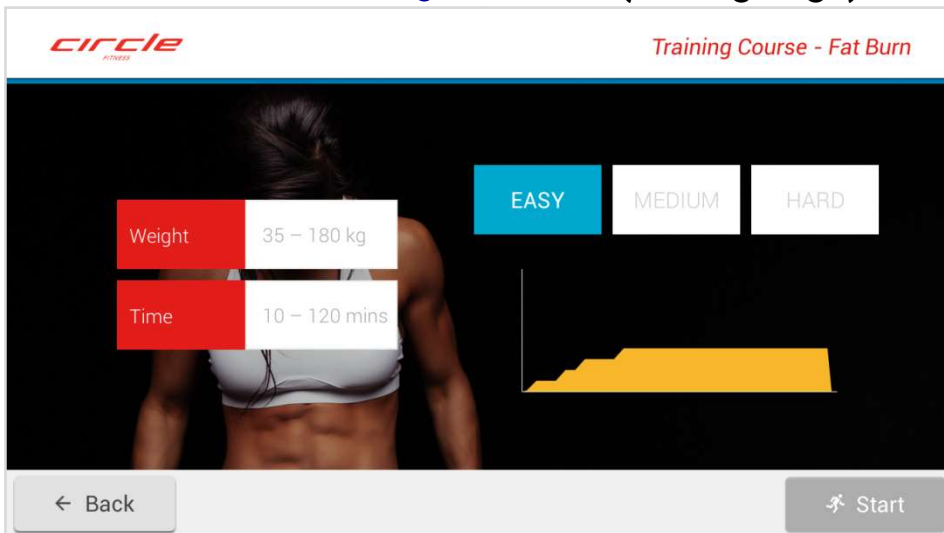 circle
FITNESS
Training Course - Fat Burn
EASY
MEDIUM
HARD
Weight
35 – 180 kg
Time
10 – 120 mins
← Back
Start